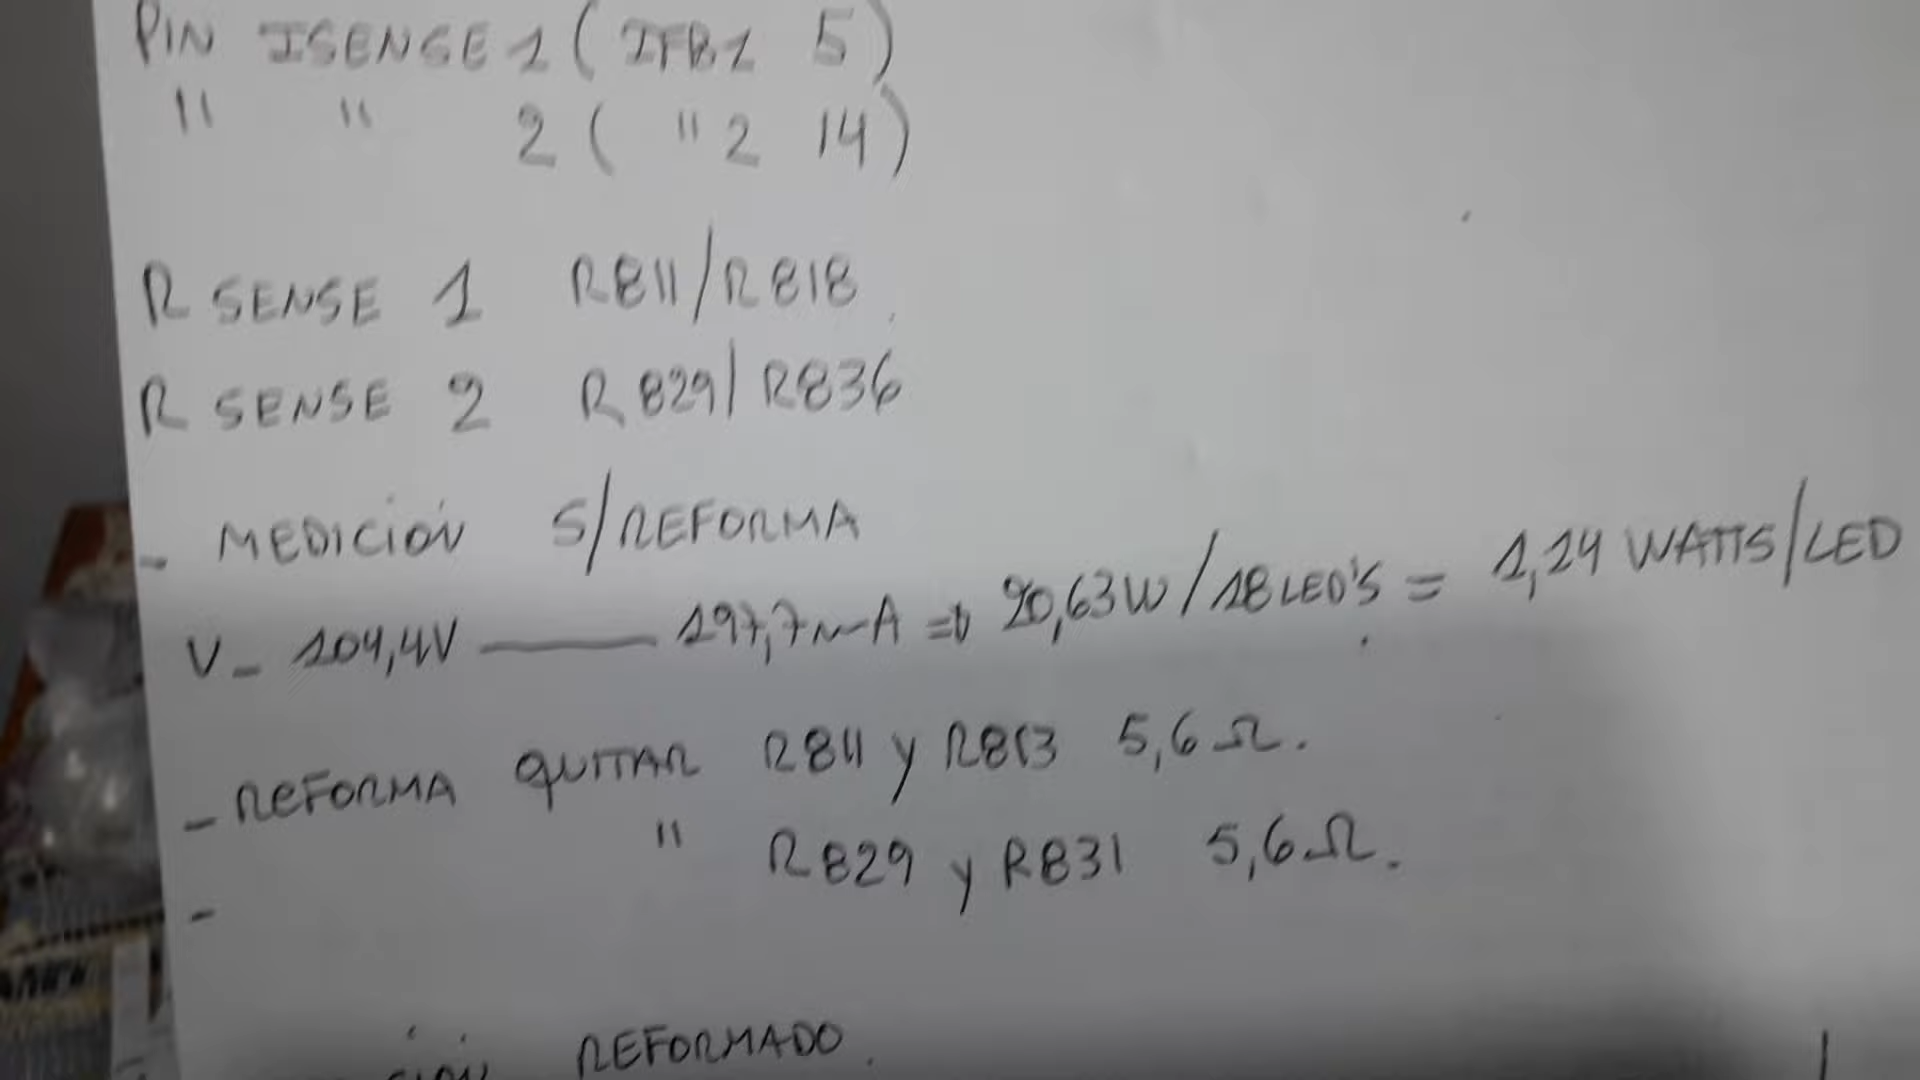 PIN ISENSE 1 ( IFB1 5)
" " 2 ( " 2 14)
R SENSE 1 R811/R818
R SENSE 2 R829/R836
- MEDICIÓN S/REFORMA
V - 104,4V — 197,7mA ⇒ 20,63W/18LED'S = 1,14 WATTS/LED
- REFORMA QUITAR R811 y R813 5,6Ω.
" R829 y R831 5,6Ω.
-
REFORMADO